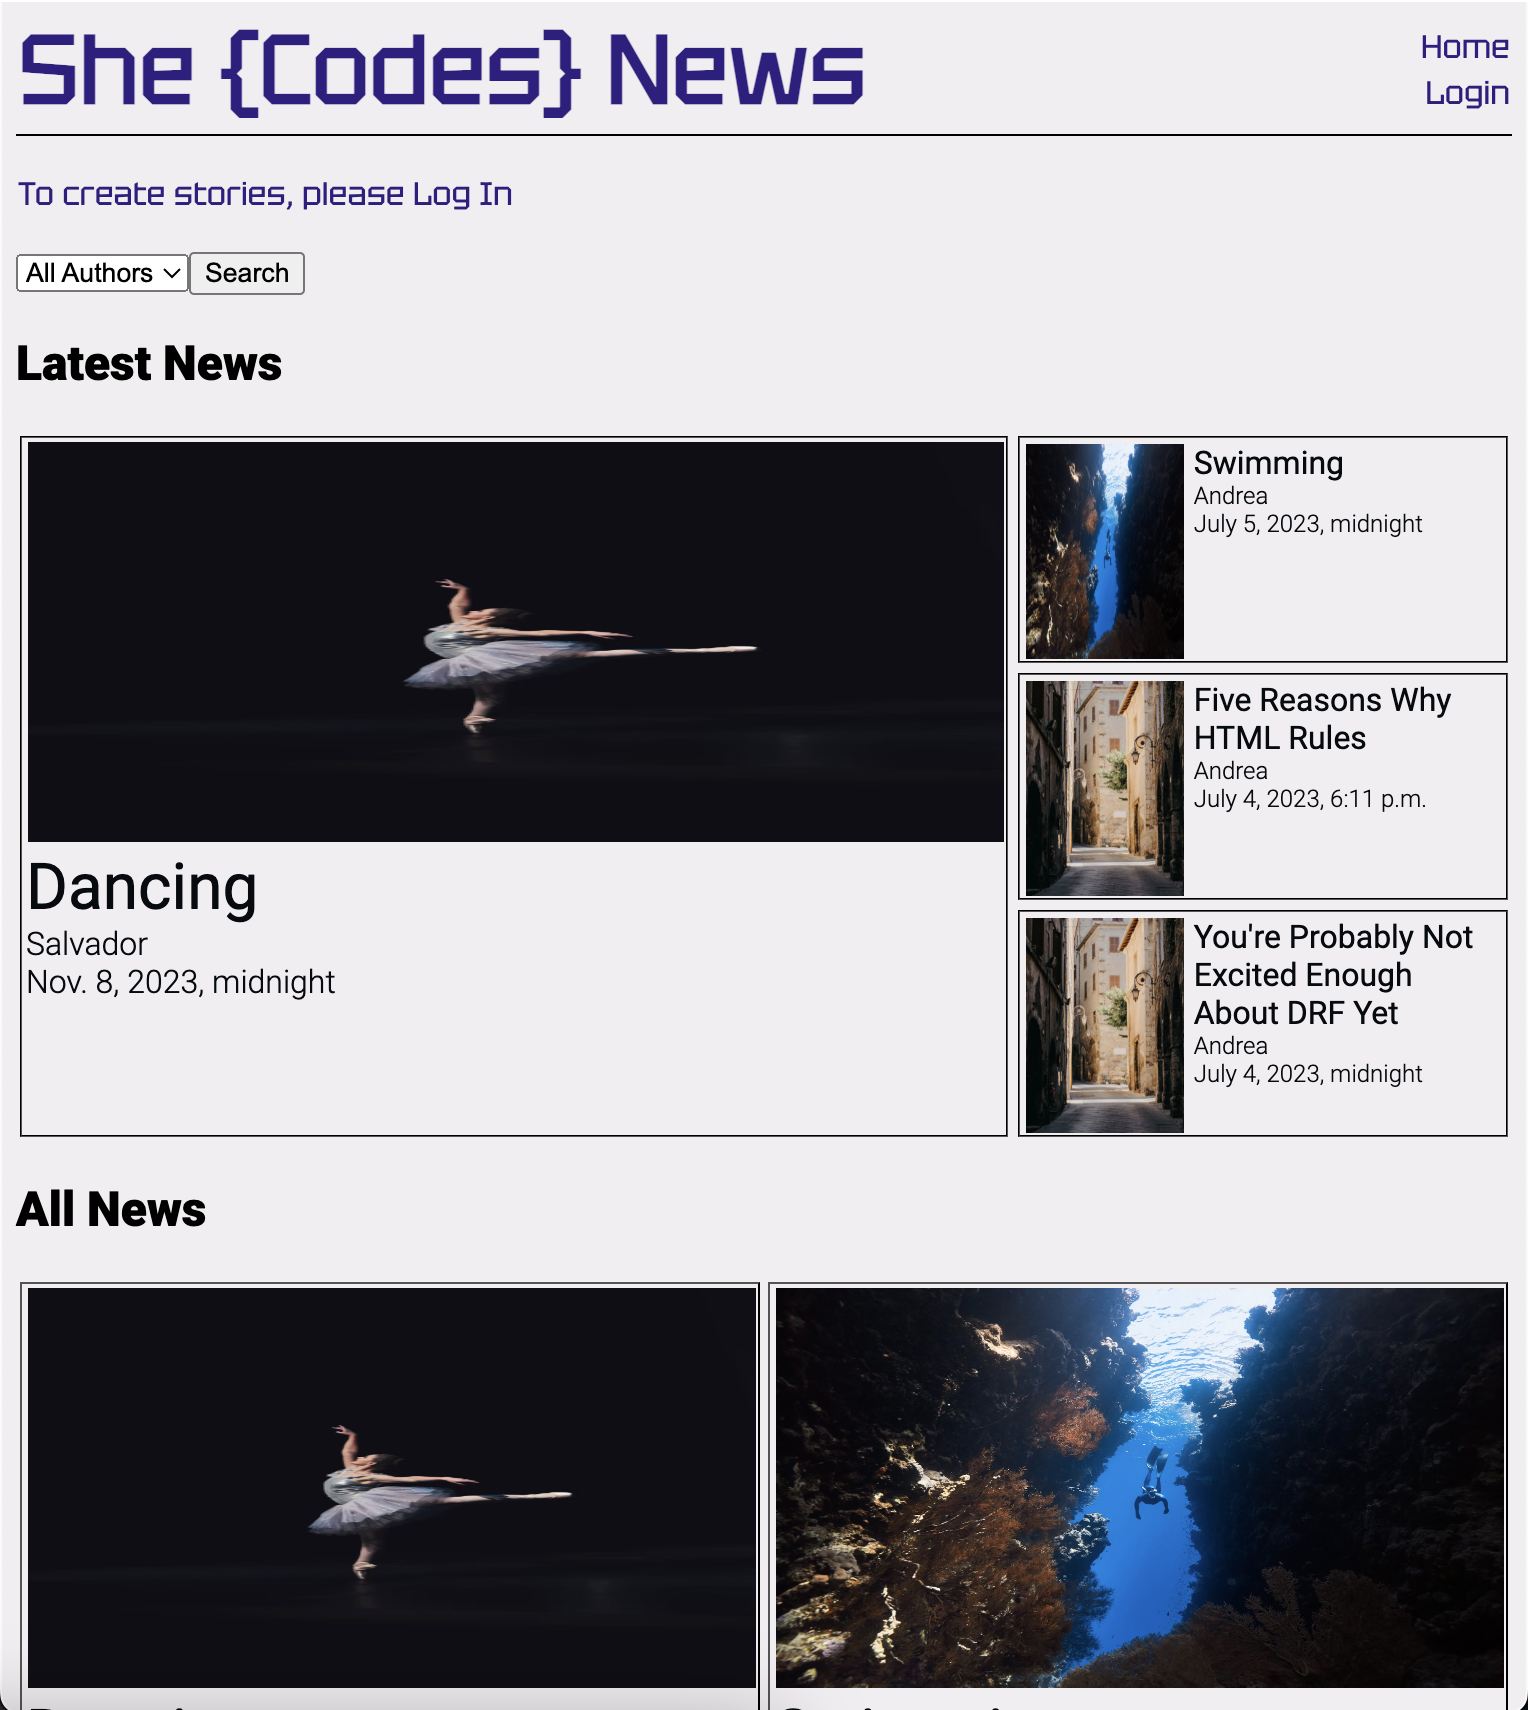 She {Codes} News
Home
Login
To create stories, please Log In
All Authors
Search
Latest News
Dancing
Salvador
Nov. 8, 2023, midnight
Swimming
Andrea
July 5, 2023, midnight
Five Reasons Why
HTML Rules
Andrea
July 4, 2023, 6:11 p.m.
You're Probably Not
Excited Enough
About DRF Yet
Andrea
July 4, 2023, midnight
All News